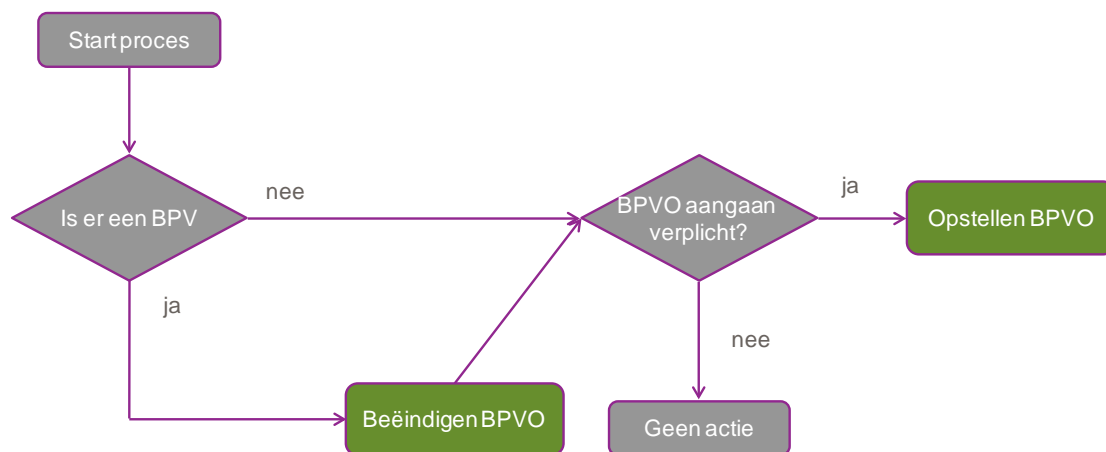 Start proces
Is er een BPV
nee
BPVO aangaan
verplicht?
ja
Opstellen BPVO
ja
nee
Beëindigen BPVO
Geen actie